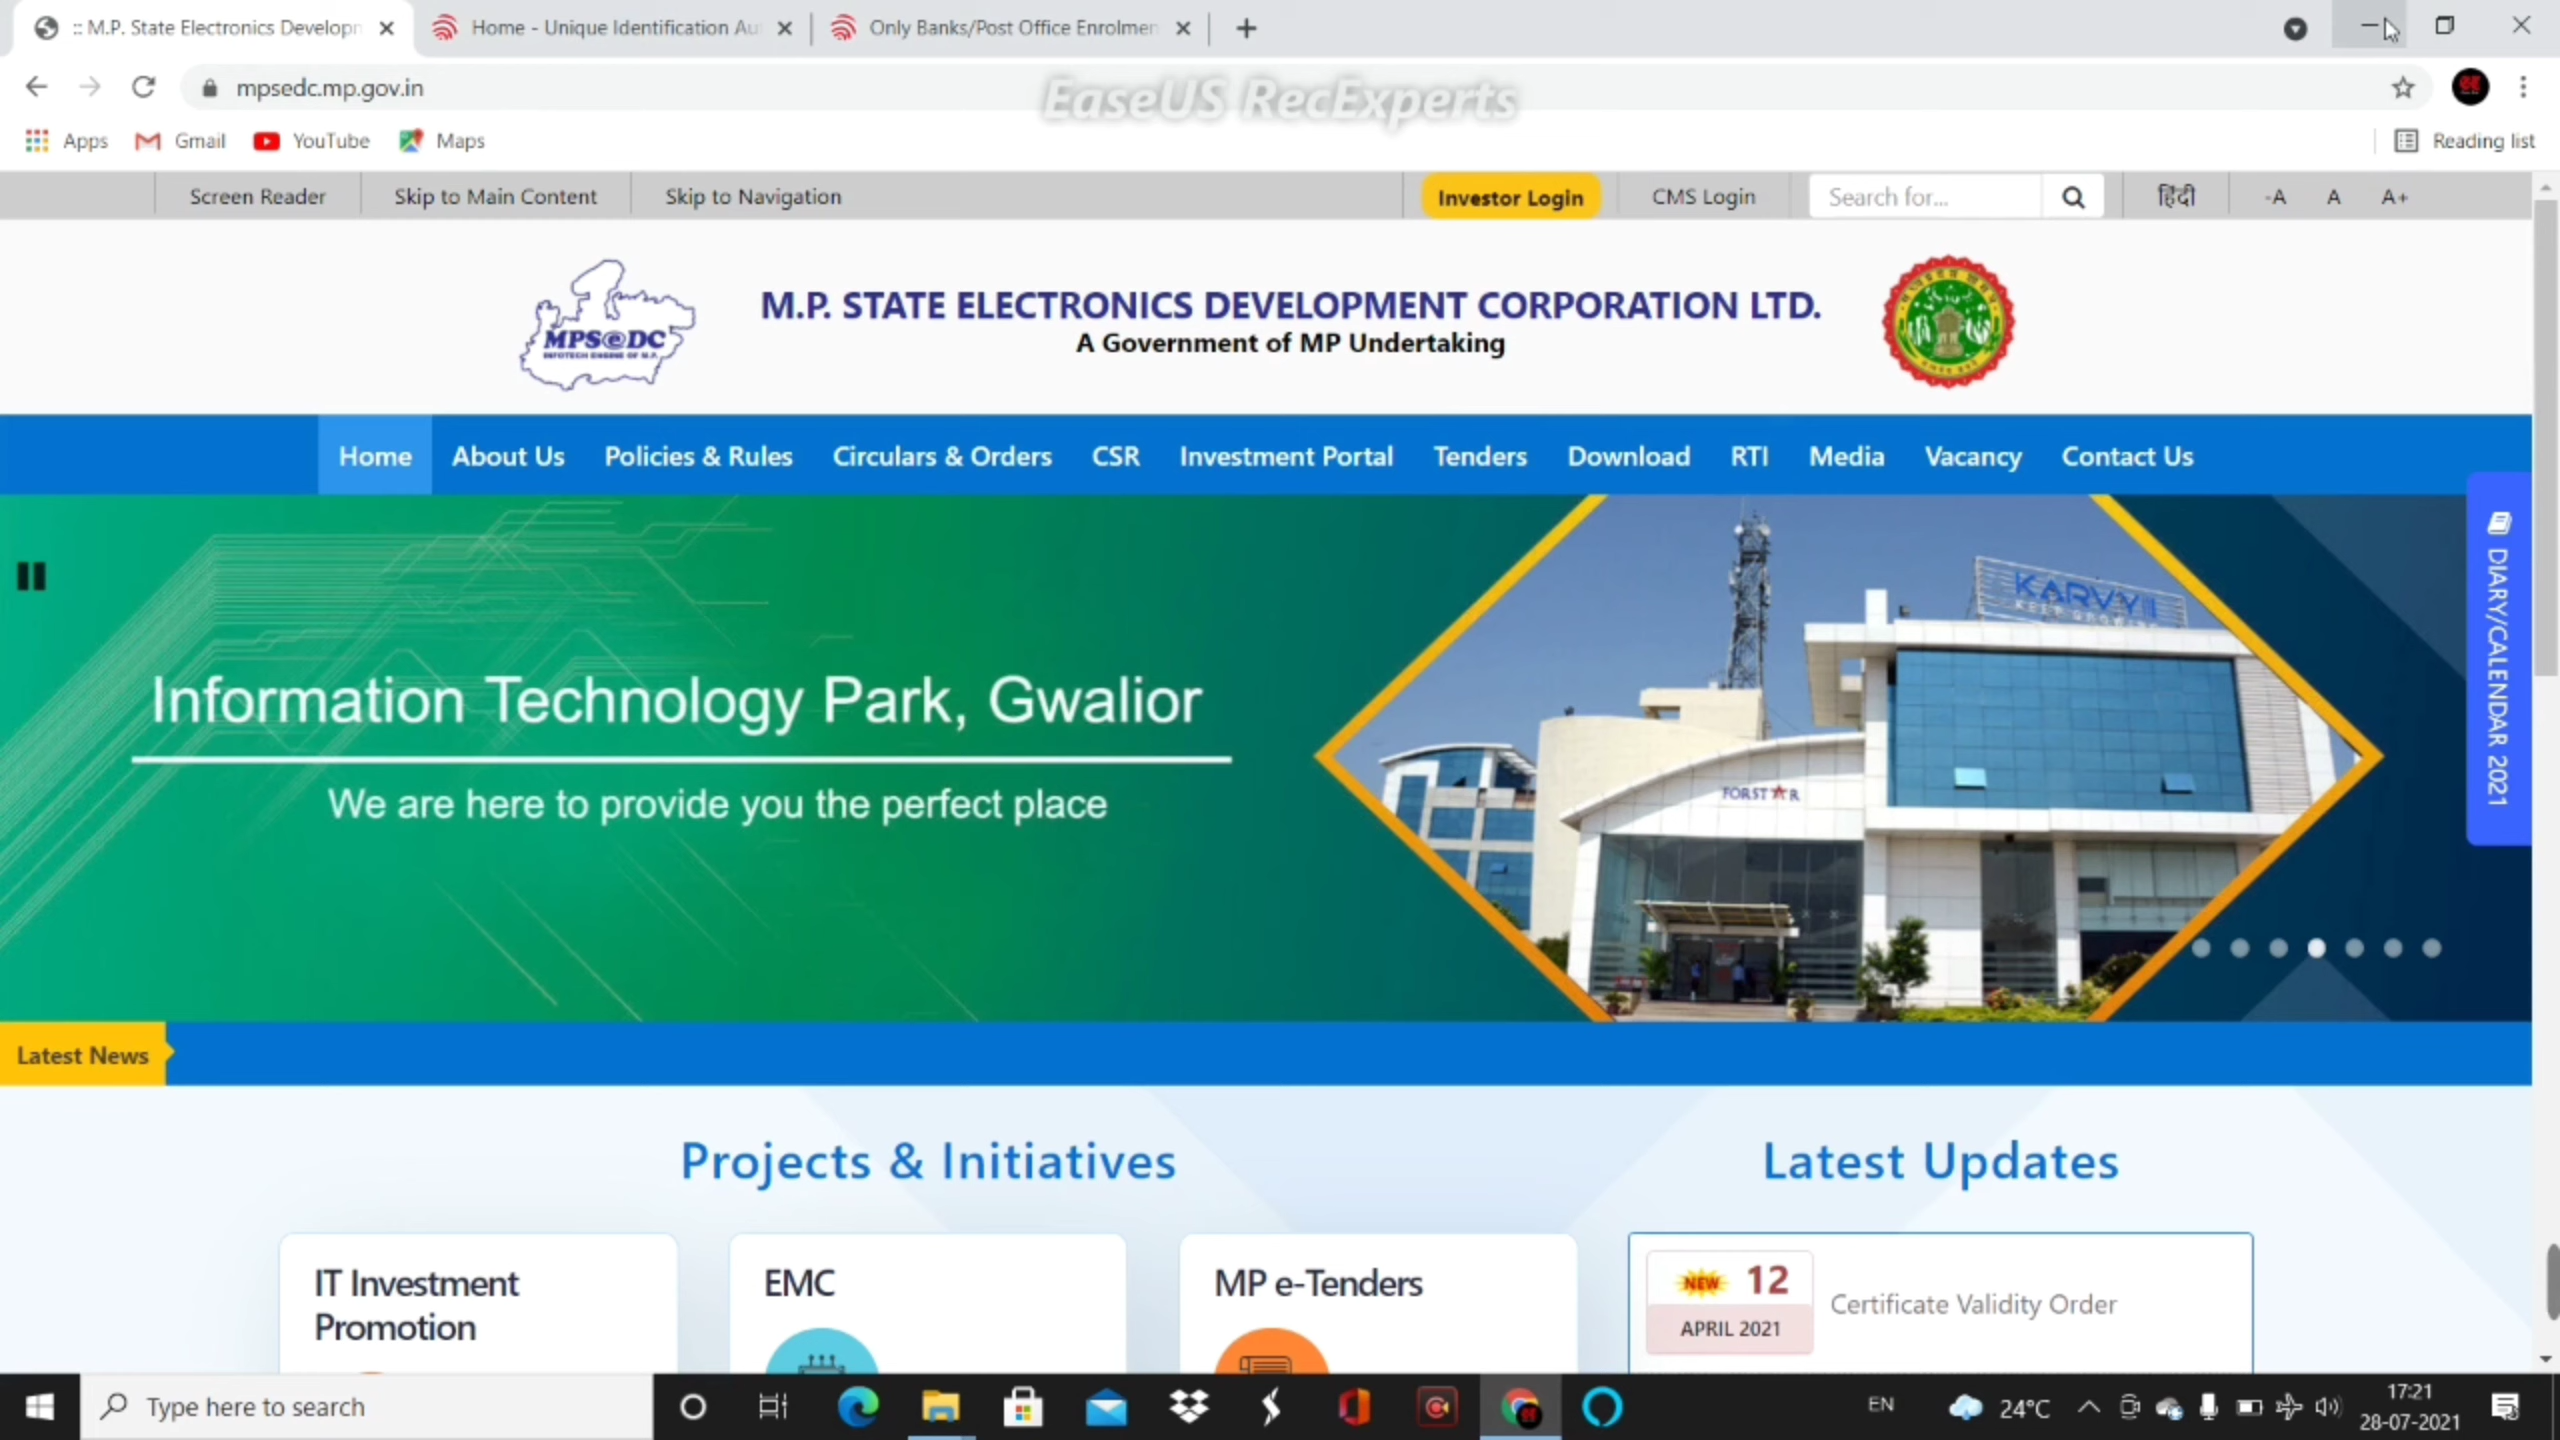 :: M.P. State Electronics Developm
Home - Unique Identification Au
Only Banks/Post Office Enrolmen
mpsedc.mp.gov.in
EaseUS RecExperts
Apps
Gmail
YouTube
Maps
Reading list
Screen Reader
Skip to Main Content
Skip to Navigation
Investor Login
CMS Login
Search for...
हिंदी
-A
A
A+
MPS@DC
INFOTECH ENGINE OF M.P.
M.P. STATE ELECTRONICS DEVELOPMENT CORPORATION LTD.
A Government of MP Undertaking
Home
About Us
Policies & Rules
Circulars & Orders
CSR
Investment Portal
Tenders
Download
RTI
Media
Vacancy
Contact Us
Information Technology Park, Gwalior
We are here to provide you the perfect place
KARVY
FORSTAR
DIARY/CALENDAR 2021
Latest News
Projects & Initiatives
Latest Updates
IT Investment
Promotion
EMC
MP e-Tenders
NEW 12
APRIL 2021
Certificate Validity Order
Type here to search
EN
24°C
17:21
28-07-2021